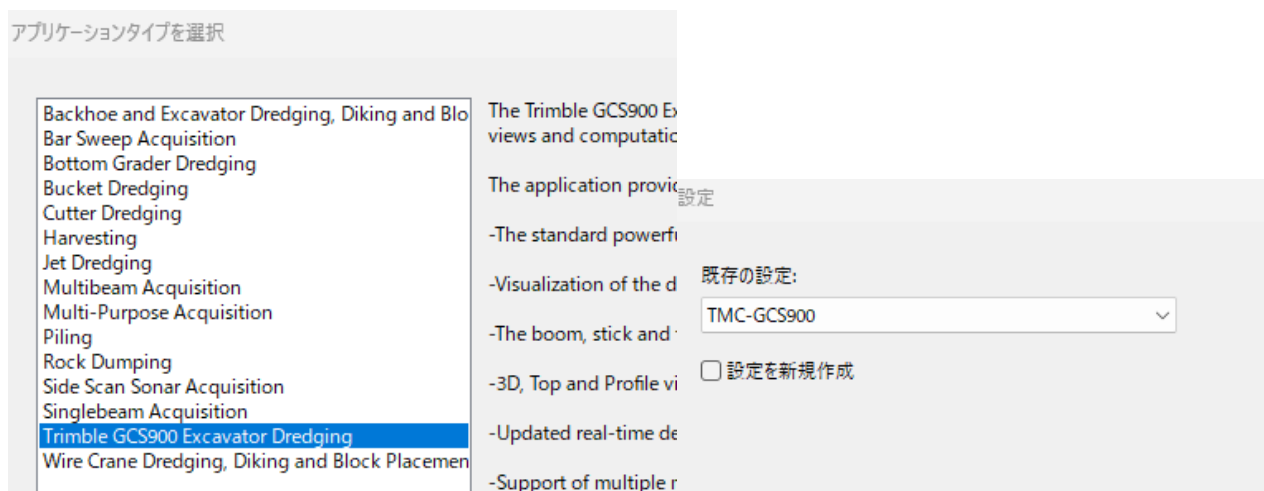 アプリケーションタイプを選択
Backhoe and Excavator Dredging, Diking and Blo
Bar Sweep Acquisition
Bottom Grader Dredging
Bucket Dredging
Cutter Dredging
Harvesting
Jet Dredging
Multibeam Acquisition
Multi-Purpose Acquisition
Piling
Rock Dumping
Side Scan Sonar Acquisition
Singlebeam Acquisition
Trimble GCS900 Excavator Dredging
Wire Crane Dredging, Diking and Block Placemen
The Trimble GCS900 Ex
views and computatio
The application provid
-The standard powerfu
-Visualization of the d
-The boom, stick and
-3D, Top and Profile vi
-Updated real-time de
-Support of multiple
設定
既存の設定:
TMC-GCS900
設定を新規作成